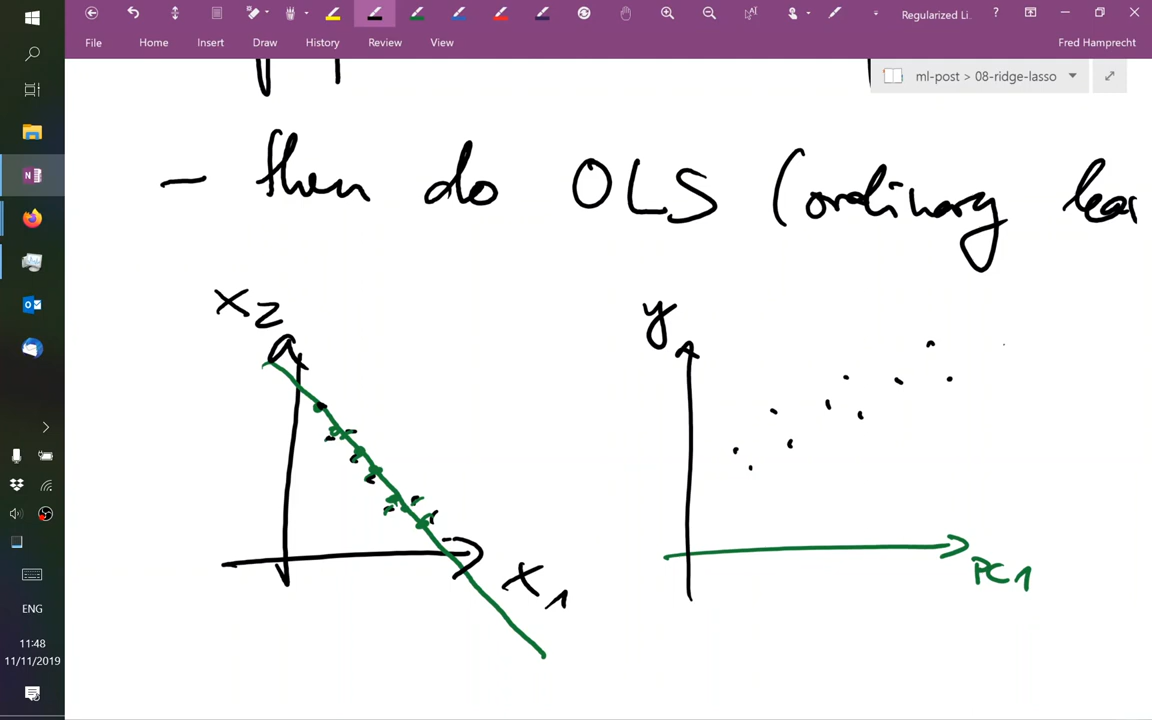 Regularized Li..
File Home Insert Draw History Review View Fred Hamprecht
ml-post > 08-ridge-lasso
- then do OLS (ordinary lea
x2
y
x1
PC1
ENG
11:48
11/11/2019